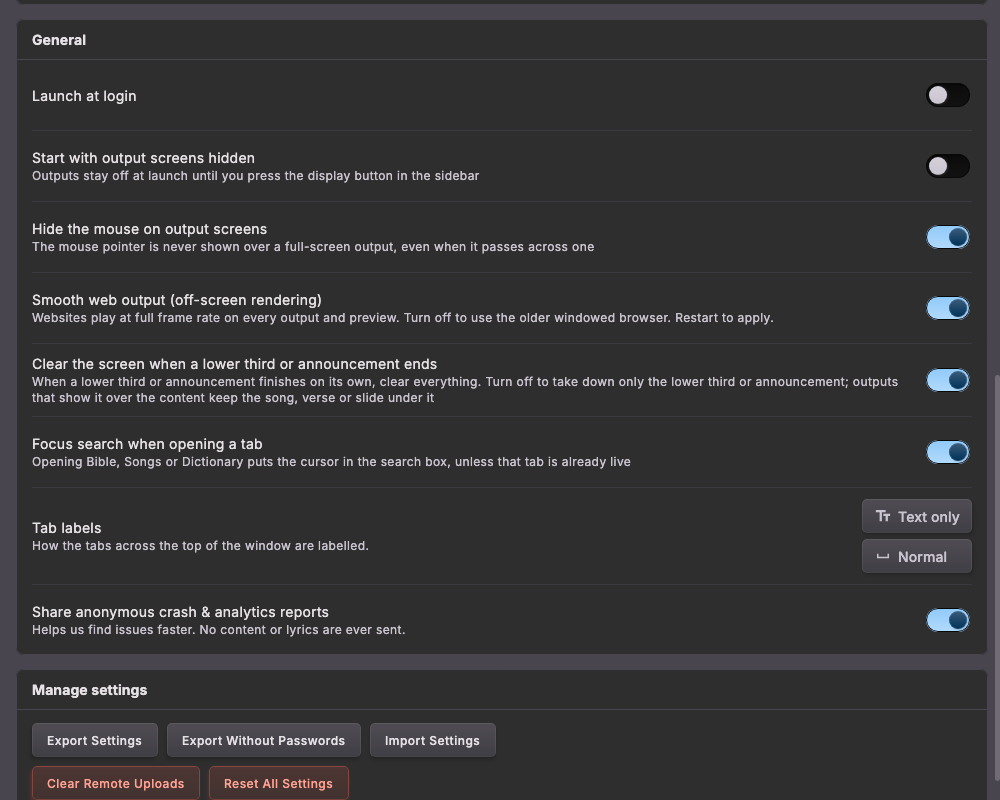 General
Launch at login
Start with output screens hidden
Outputs stay off at launch until you press the display button in the sidebar
Hide the mouse on output screens
The mouse pointer is never shown over a full-screen output, even when it passes across one
Smooth web output (off-screen rendering)
Websites play at full frame rate on every output and preview. Turn off to use the older windowed browser. Restart to apply.
Clear the screen when a lower third or announcement ends
When a lower third or announcement finishes on its own, clear everything. Turn off to take down only the lower third or announcement; outputs
that show it over the content keep the song, verse or slide under it
Focus search when opening a tab
Opening Bible, Songs or Dictionary puts the cursor in the search box, unless that tab is already live
Tab labels
How the tabs across the top of the window are labelled.
Text only
Normal
Share anonymous crash & analytics reports
Helps us find issues faster. No content or lyrics are ever sent.
Manage settings
Export Settings
Export Without Passwords
Import Settings
Clear Remote Uploads
Reset All Settings